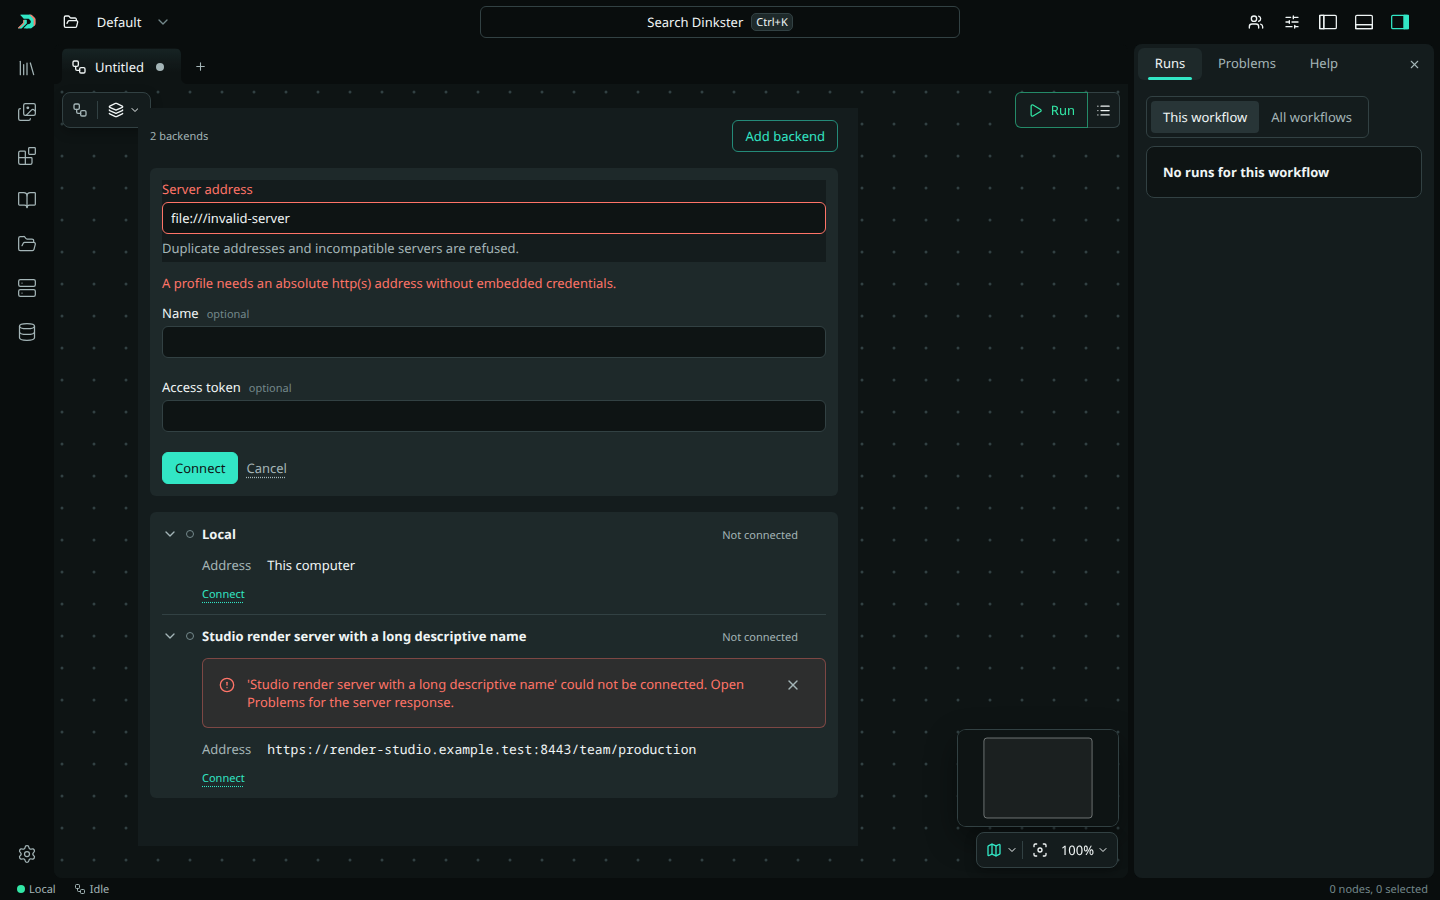 Default
Search Dinkster Ctrl+K
Untitled
Run
Runs Problems Help
This workflow All workflows
No runs for this workflow
2 backends
Add backend
Server address
file:///invalid-server
Duplicate addresses and incompatible servers are refused.
A profile needs an absolute http(s) address without embedded credentials.
Name optional
Access token optional
Connect Cancel
Local Not connected
Address This computer
Connect
Studio render server with a long descriptive name Not connected
'Studio render server with a long descriptive name' could not be connected. Open
Problems for the server response.
Address https://render-studio.example.test:8443/team/production
Connect
100%
Local Idle
0 nodes, 0 selected